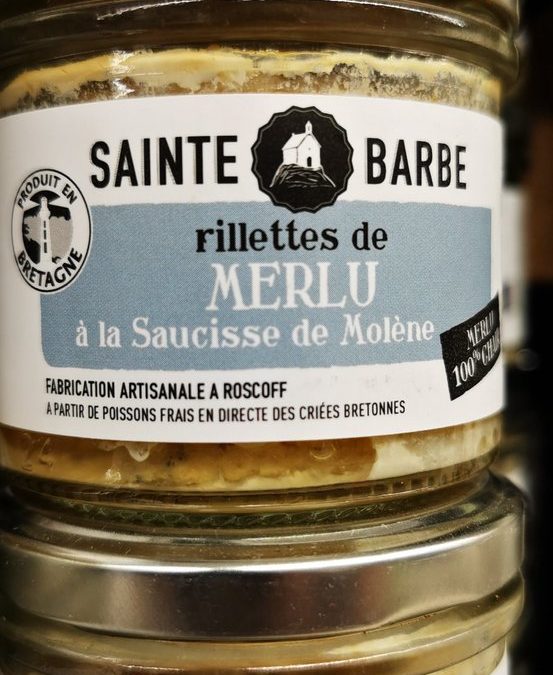 SAINTE BARBE
PRODUIT EN
BRETAGNE
rillettes de
MERLU
à la Saucisse de Molène
MERLU
100% CHAIR
FABRICATION ARTISANALE A ROSCOFF
A PARTIR DE POISSONS FRAIS EN DIRECTE DES CRIÉES BRETONNES